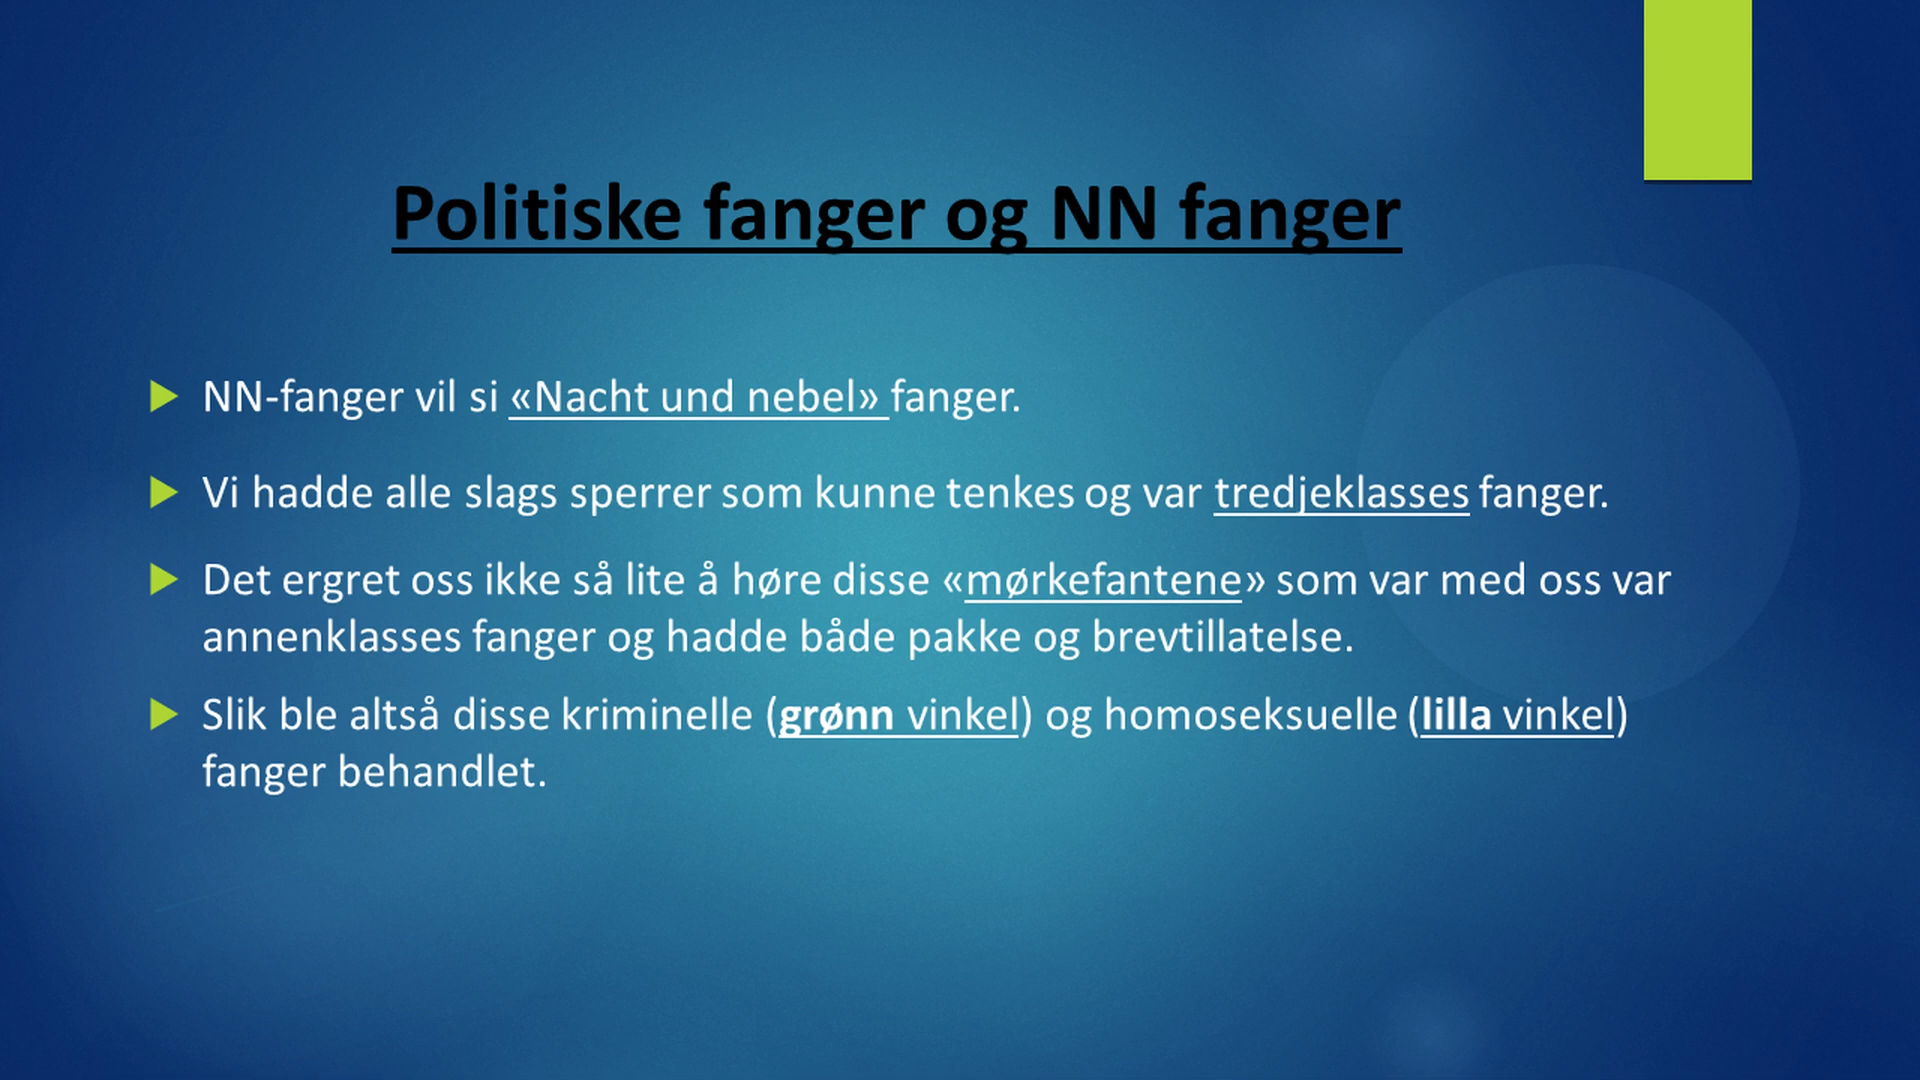 Politiske fanger og NN fanger
NN-fanger vil si «Nacht und nebel» fanger.
Vi hadde alle slags sperrer som kunne tenkes og var tredjeklasses fanger.
Det ergret oss ikke så lite å høre disse «mørkefantene» som var med oss var
annenklasses fanger og hadde både pakke og brevtillatelse.
Slik ble altså disse kriminelle (grønn vinkel) og homoseksuelle (lilla vinkel)
fanger behandlet.